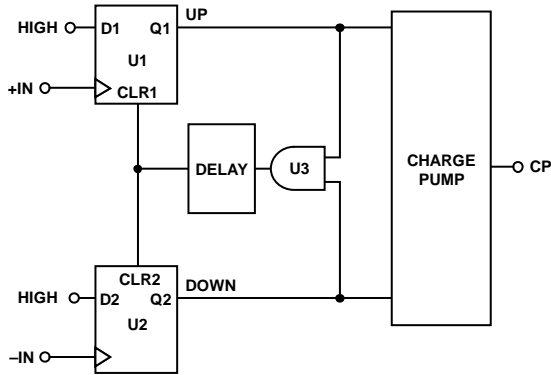 UP
HIGH
D1
Q1
U1
+IN
CLR1
DELAY
U3
CHARGE
PUMP
CP
CLR2
DOWN
HIGH
D2
Q2
U2
–IN